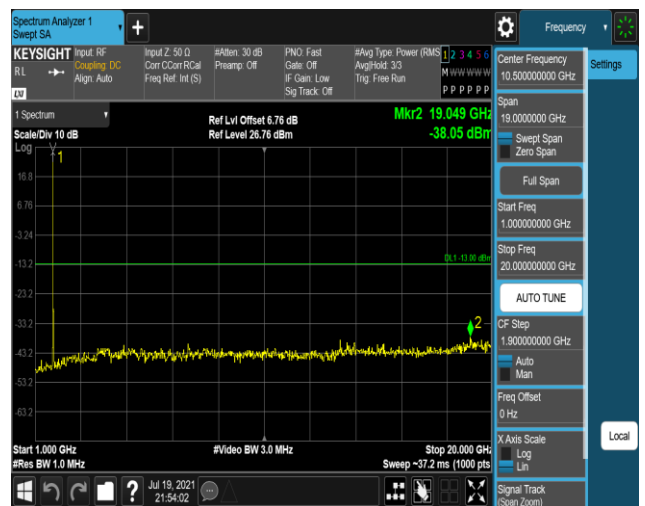 Spectrum Analyzer 1
Swept SA
Frequency
KEYSIGHT
RL
LXI
Input: RF
Coupling: DC
Align: Auto
Input Z: 50 Ω
Corr CCorr RCal
Freq Ref: Int (S)
#Atten: 30 dB
Preamp: Off
PNO: Fast
Gate: Off
IF Gain: Low
Sig Track: Off
#Avg Type: Power (RMS
Avg|Hold: 3/3
Trig: Free Run
1 2 3 4 5 6
M W W W W W
P P P P P P
1 Spectrum
Scale/Div 10 dB
Log
Ref Lvl Offset 6.76 dB
Ref Level 26.76 dBm
Mkr2 19.049 GHz
-38.05 dBm
1
16.8
6.76
-3.24
-13.2
DL1 -13.00 dBm
-23.2
-33.2
2
-43.2
-53.2
-63.2
Start 1.000 GHz
#Res BW 1.0 MHz
#Video BW 3.0 MHz
Stop 20.000 GHz
Sweep ~37.2 ms (1000 pts
Center Frequency
10.500000000 GHz
Settings
Span
19.0000000 GHz
Swept Span
Zero Span
Full Span
Start Freq
1.000000000 GHz
Stop Freq
20.000000000 GHz
AUTO TUNE
CF Step
1.900000000 GHz
Auto
Man
Freq Offset
0 Hz
X Axis Scale
Log
Lin
Local
Signal Track
(Span Zoom)
?
Jul 19, 2021
21:54:02